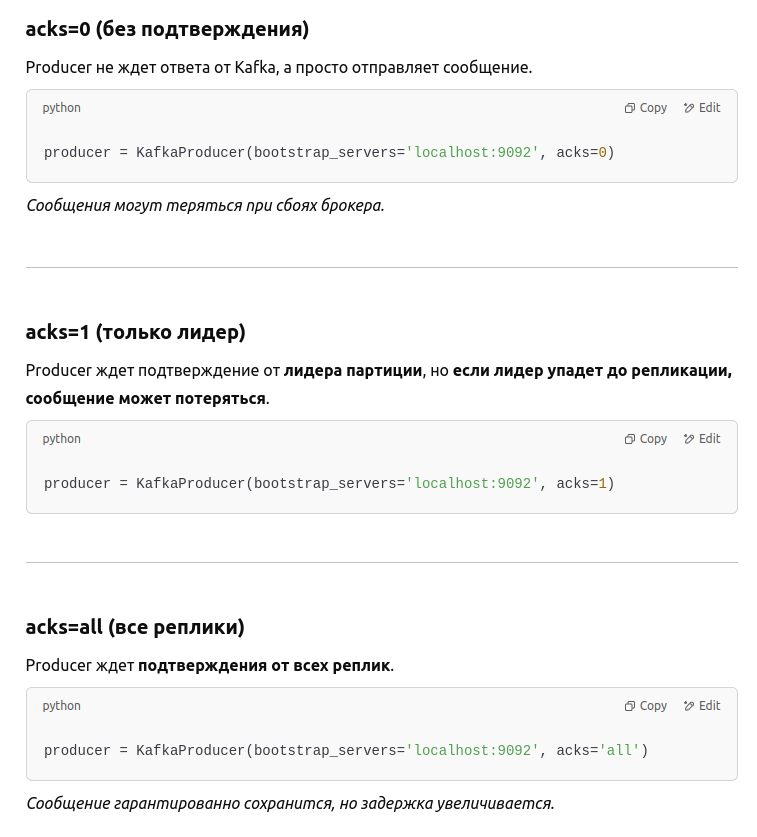 acks=0 (без подтверждения)
Producer не ждет ответа от Kafka, а просто отправляет сообщение.
python
Copy
Edit
producer = KafkaProducer(bootstrap_servers='localhost:9092', acks=0)
Сообщения могут теряться при сбоях брокера.
acks=1 (только лидер)
Producer ждет подтверждение от лидера партиции, но если лидер упадет до репликации,
сообщение может потеряться.
python
Copy
Edit
producer = KafkaProducer(bootstrap_servers='localhost:9092', acks=1)
acks=all (все реплики)
Producer ждет подтверждения от всех реплик.
python
Copy
Edit
producer = KafkaProducer(bootstrap_servers='localhost:9092', acks='all')
Сообщение гарантированно сохранится, но задержка увеличивается.